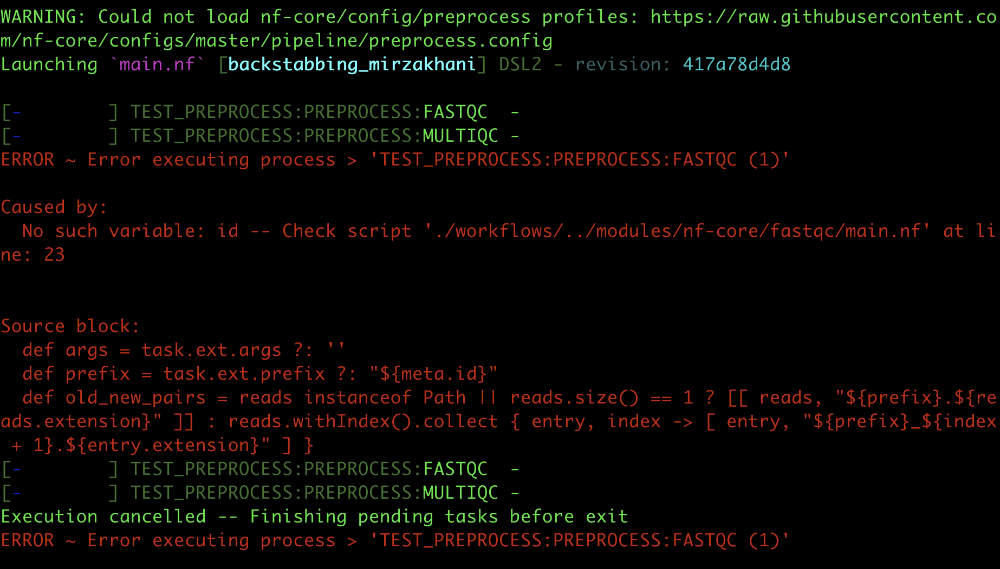 WARNING: Could not load nf-core/config/preprocess profiles: https://raw.githubusercontent.co
m/nf-core/configs/master/pipeline/preprocess.config
Launching `main.nf` [backstabbing_mirzakhani] DSL2 - revision: 417a78d4d8
[-        ] TEST_PREPROCESS:PREPROCESS:FASTQC  -
[-        ] TEST_PREPROCESS:PREPROCESS:MULTIQC -
ERROR ~ Error executing process > 'TEST_PREPROCESS:PREPROCESS:FASTQC (1)'
Caused by:
  No such variable: id -- Check script './workflows/../modules/nf-core/fastqc/main.nf' at li
ne: 23
Source block:
  def args = task.ext.args ?: ''
  def prefix = task.ext.prefix ?: "${meta.id}"
  def old_new_pairs = reads instanceof Path || reads.size() == 1 ? [[ reads, "${prefix}.${re
ads.extension}" ]] : reads.withIndex().collect { entry, index -> [ entry, "${prefix}_${index
 + 1}.${entry.extension}" ] }
[-        ] TEST_PREPROCESS:PREPROCESS:FASTQC  -
[-        ] TEST_PREPROCESS:PREPROCESS:MULTIQC -
Execution cancelled -- Finishing pending tasks before exit
ERROR ~ Error executing process > 'TEST_PREPROCESS:PREPROCESS:FASTQC (1)'